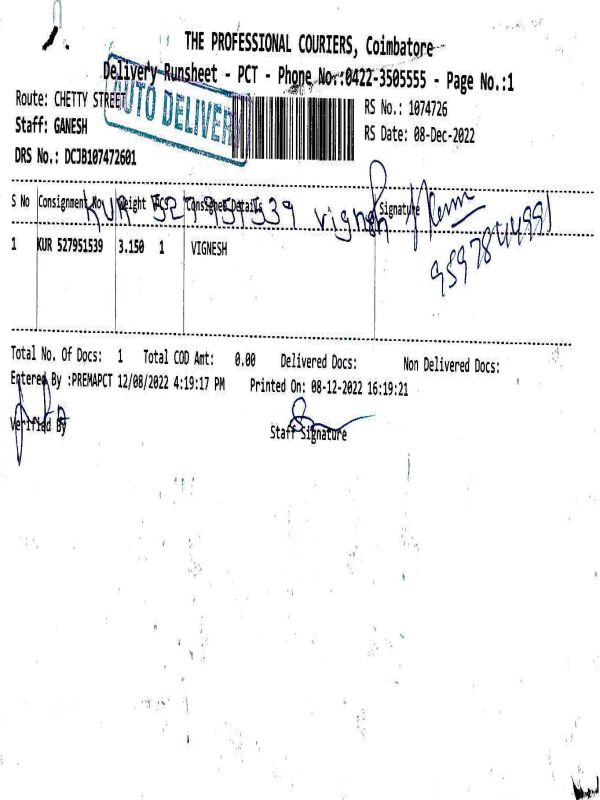 THE PROFESSIONAL COURIERS, Coimbatore
Delivery Runsheet - PCT - Phone No.:0422-3505555 - Page No.:1
Route: CHETTY STREET
AUTO DELIVER
RS No.: 1074726
Staff: GANESH
RS Date: 08-Dec-2022
DRS No.: DCJB107472601
S No Consignment No Weight PCS Consignee Details Signature
KUR 527951539 vignesh
9597844991
1 KUR 527951539 3.150 1 VIGNESH
Total No. Of Docs: 1 Total COD Amt: 0.00 Delivered Docs: Non Delivered Docs:
Entered By :PREMAPCT 12/08/2022 4:19:17 PM Printed On: 08-12-2022 16:19:21
Verified By
Staff Signature